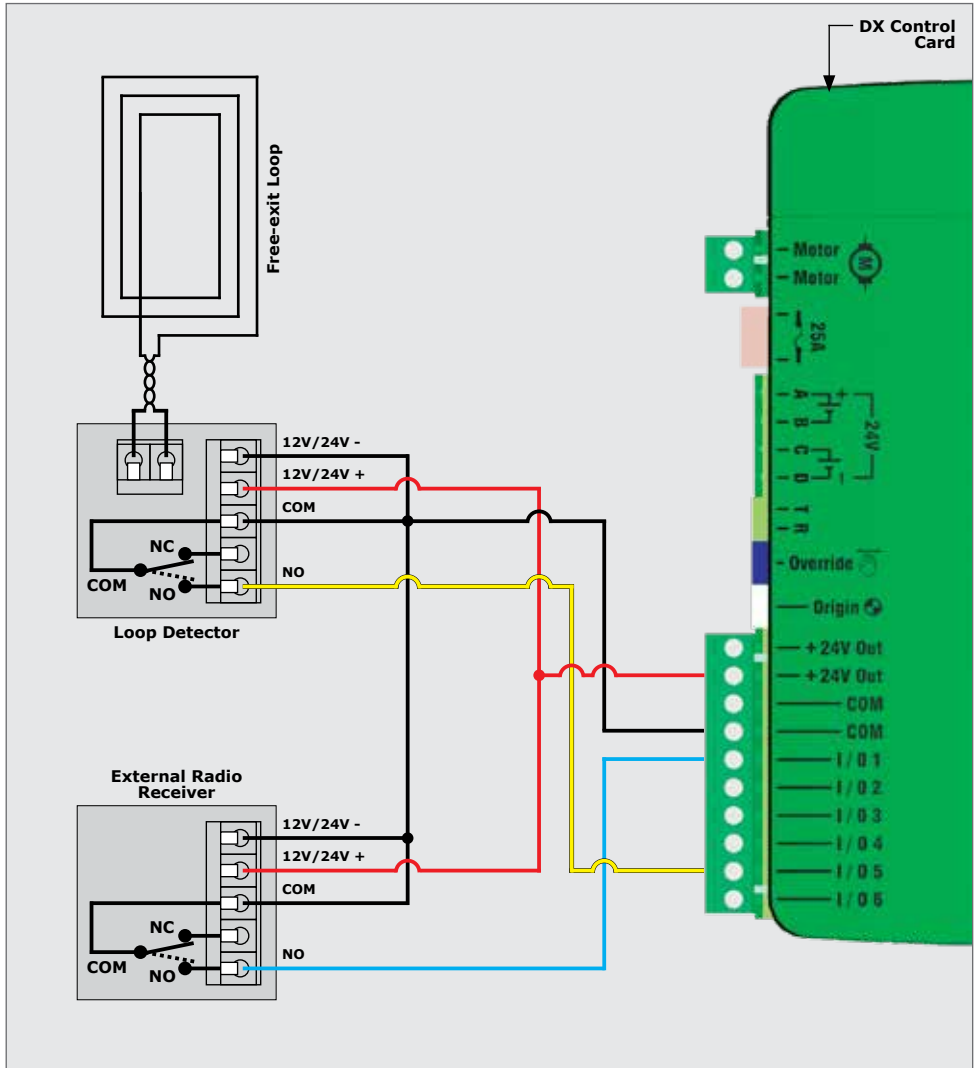 DX Control
Card
Free-exit Loop
Motor
Motor
M
25A
A
+
B
24V
C
D
–
T
R
Override
Origin
+ 24V Out
+ 24V Out
COM
COM
I / O 1
I / O 2
I / O 3
I / O 4
I / O 5
I / O 6
12V/24V -
12V/24V +
COM
NC
NO
COM
NO
Loop Detector
External Radio
Receiver
12V/24V -
12V/24V +
COM
NC
NO
COM
NO